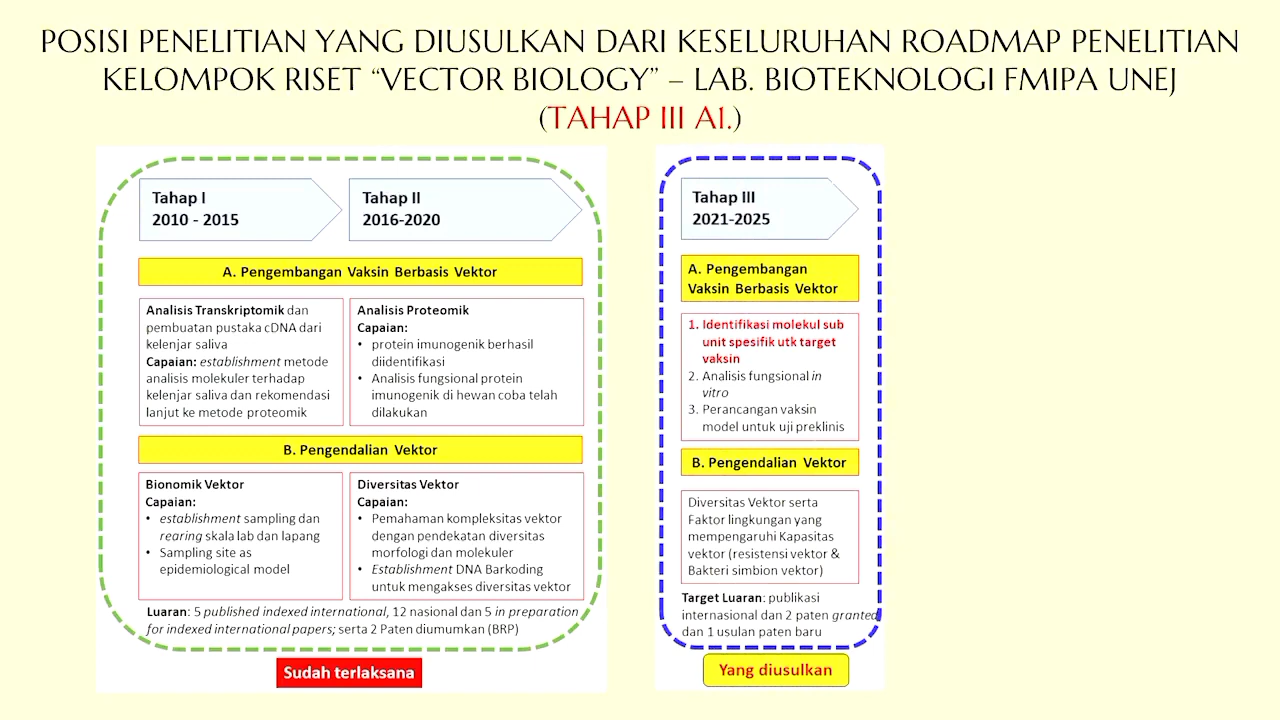 POSISI PENELITIAN YANG DIUSULKAN DARI KESELURUHAN ROADMAP PENELITIAN
KELOMPOK RISET “VECTOR BIOLOGY” – LAB. BIOTEKNOLOGI FMIPA UNEJ
(TAHAP III A1.)
Tahap I
2010 - 2015
Tahap II
2016-2020
A. Pengembangan Vaksin Berbasis Vektor
Analisis Transkriptomik dan
pembuatan pustaka cDNA dari
kelenjar saliva
Capaian: establishment metode
analisis molekuler terhadap
kelenjar saliva dan rekomendasi
lanjut ke metode proteomik
Analisis Proteomik
Capaian:
• protein imunogenik berhasil
diidentifikasi
• Analisis fungsional protein
imunogenik di hewan coba telah
dilakukan
B. Pengendalian Vektor
Bionomik Vektor
Capaian:
• establishment sampling dan
rearing skala lab dan lapang
• Sampling site as
epidemiological model
Diversitas Vektor
Capaian:
• Pemahaman kompleksitas vektor
dengan pendekatan diversitas
morfologi dan molekuler
• Establishment DNA Barkoding
untuk mengakses diversitas vektor
Luaran: 5 published indexed international, 12 nasional dan 5 in preparation
for indexed international papers; serta 2 Paten diumumkan (BRP)
Sudah terlaksana
Tahap III
2021-2025
A. Pengembangan
Vaksin Berbasis Vektor
1. Identifikasi molekul sub
unit spesifik utk target
vaksin
2. Analisis fungsional in
vitro
3. Perancangan vaksin
model untuk uji preklinis
B. Pengendalian Vektor
Diversitas Vektor serta
Faktor lingkungan yang
mempengaruhi Kapasitas
vektor (resistensi vektor &
Bakteri simbion vektor)
Target Luaran: publikasi
internasional dan 2 paten granted
dan 1 usulan paten baru
Yang diusulkan